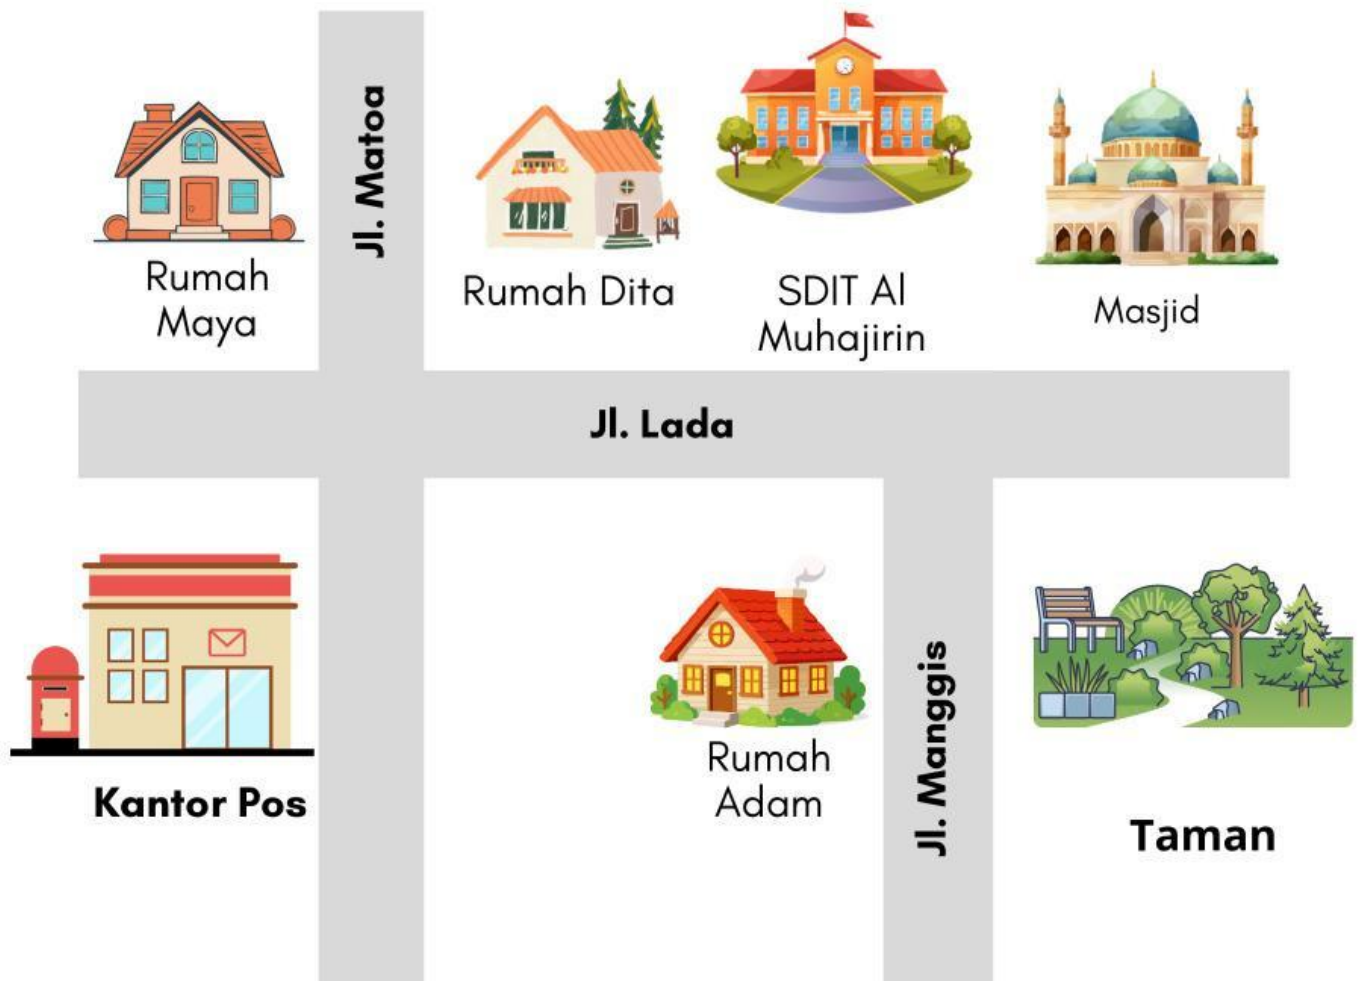 Jl. Matoa
Rumah
Maya
Rumah Dita
SDIT Al
Muhajirin
Masjid
Jl. Lada
Kantor Pos
Rumah
Adam
Jl. Manggis
Taman